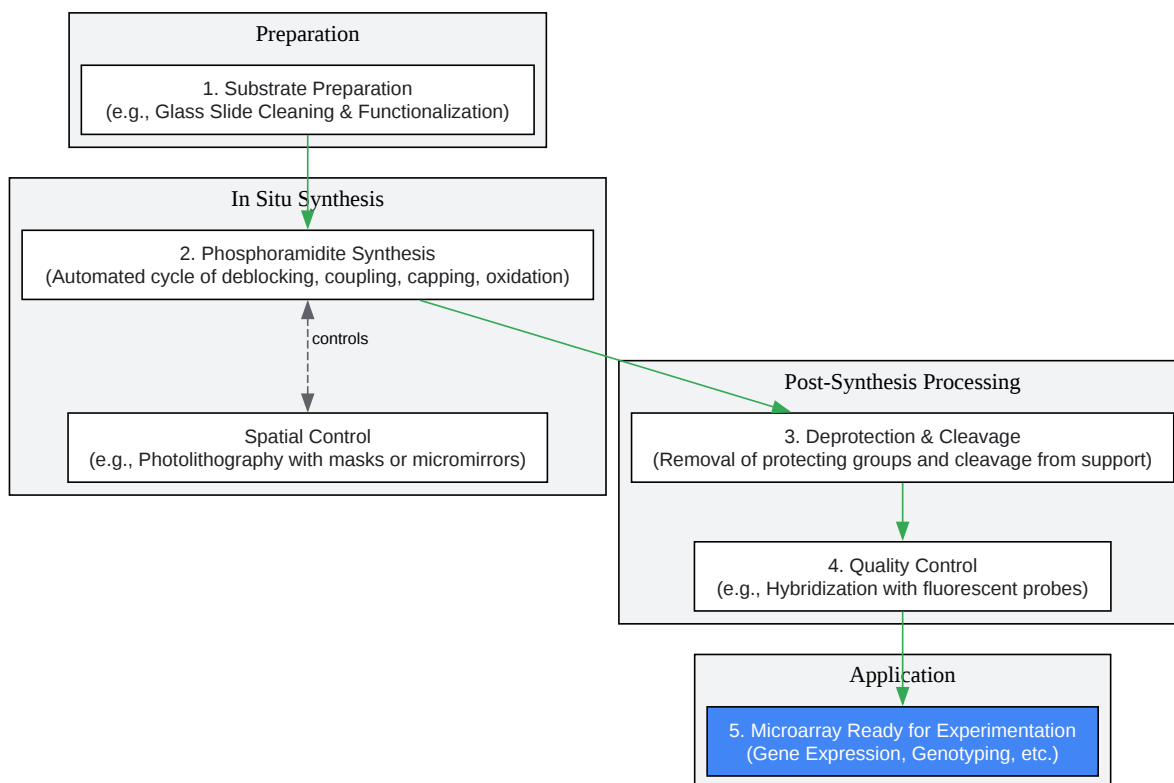 Preparation
1. Substrate Preparation
(e.g., Glass Slide Cleaning & Functionalization)
In Situ Synthesis
2. Phosphoramidite Synthesis
(Automated cycle of deblocking, coupling, capping, oxidation)
controls
Spatial Control
(e.g., Photolithography with masks or micromirrors)
Post-Synthesis Processing
3. Deprotection & Cleavage
(Removal of protecting groups and cleavage from support)
4. Quality Control
(e.g., Hybridization with fluorescent probes)
Application
5. Microarray Ready for Experimentation
(Gene Expression, Genotyping, etc.)